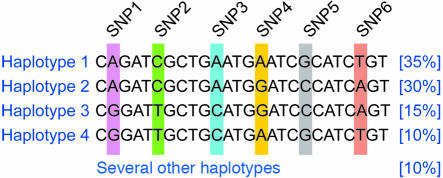 SNP1 SNP2 SNP3 SNP4 SNP5 SNP6
Haplotype 1 CAGATCGCTGAATGAATCGCATCTGT [35%]
Haplotype 2 CAGATCGCTGAATGGATCCCATCAGT [30%]
Haplotype 3 CGGATTGCTGCATGGATCCCATCAGT [15%]
Haplotype 4 CGGATTGCTGCATGAATCGCATCTGT [10%]
Several other haplotypes [10%]